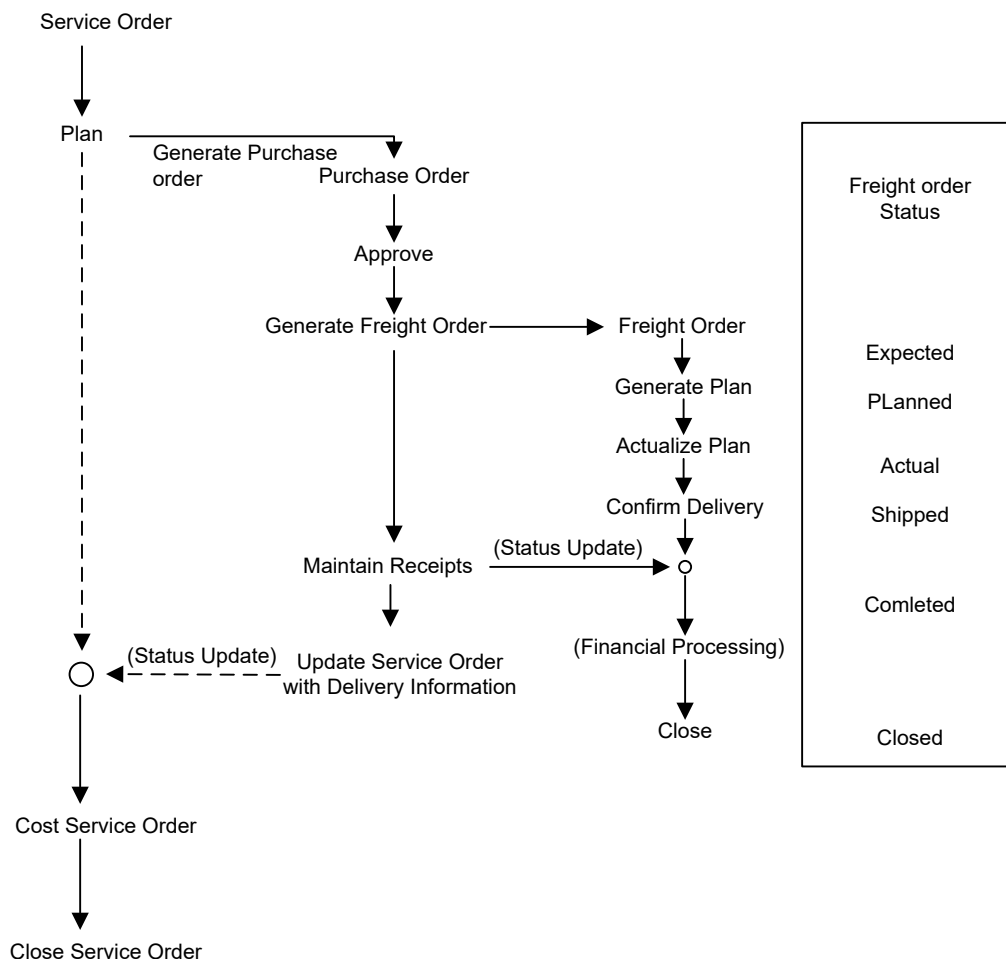 Service Order
Plan
Generate Purchase
order
Purchase Order
Freight order
Status
Approve
Generate Freight Order
Freight Order
Expected
Generate Plan
PLanned
Actualize Plan
Actual
Confirm Delivery
Shipped
(Status Update)
Maintain Receipts
Comleted
(Financial Processing)
(Status Update)
Update Service Order
with Delivery Information
Close
Closed
Cost Service Order
Close Service Order